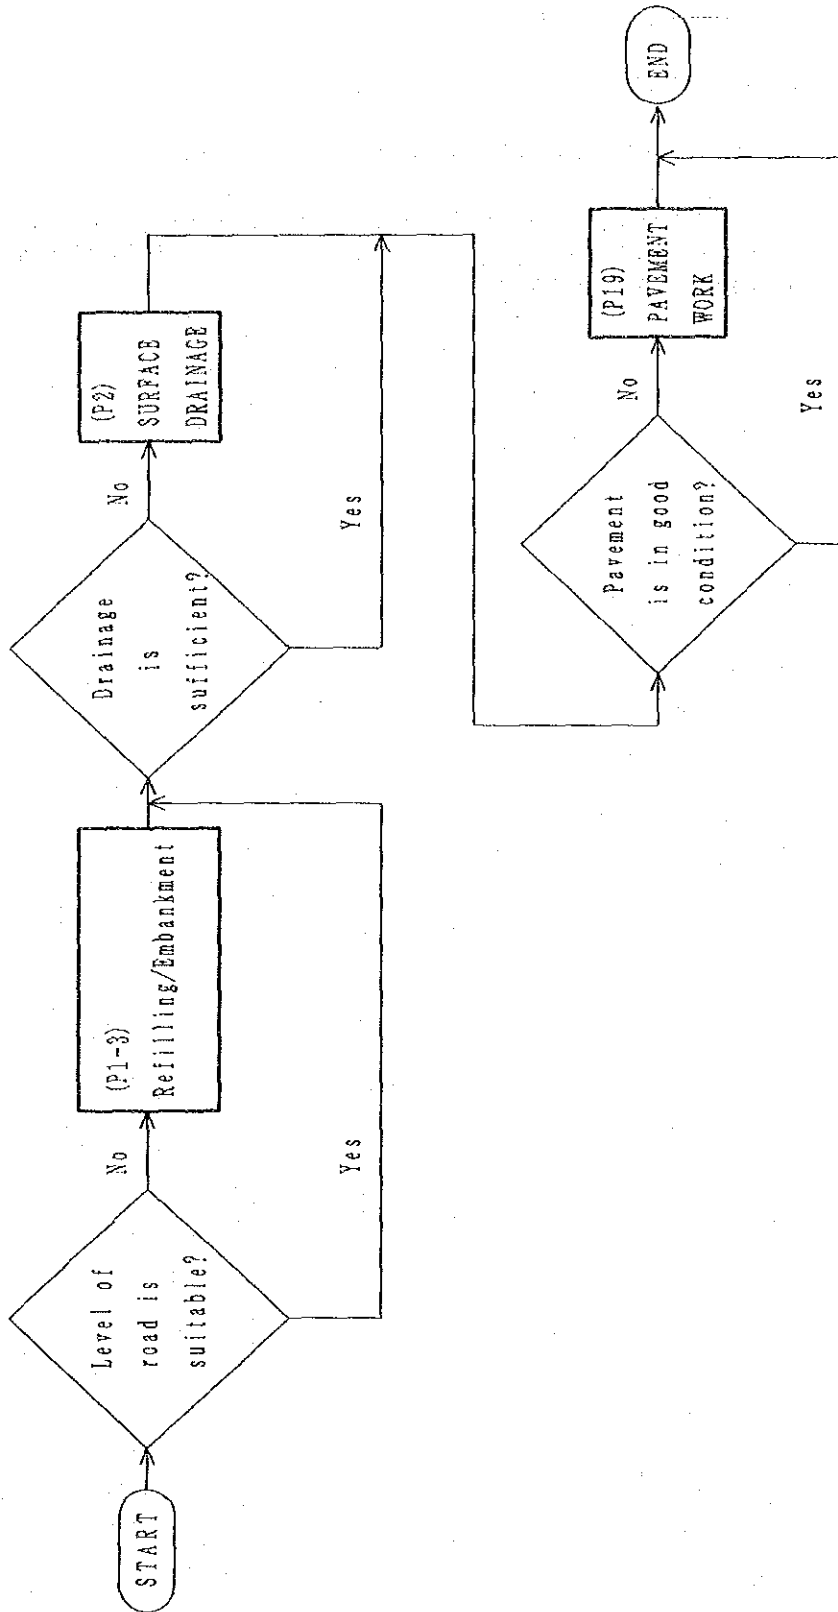 START
Level of
road is
suitable?
No
Yes
(P1-3)
Refilling/Embankment
Drainage
is
sufficient?
No
Yes
(P2)
SURFACE
DRAINAGE
Pavement
is in good
condition?
No
Yes
(P19)
PAVEMENT
WORK
END